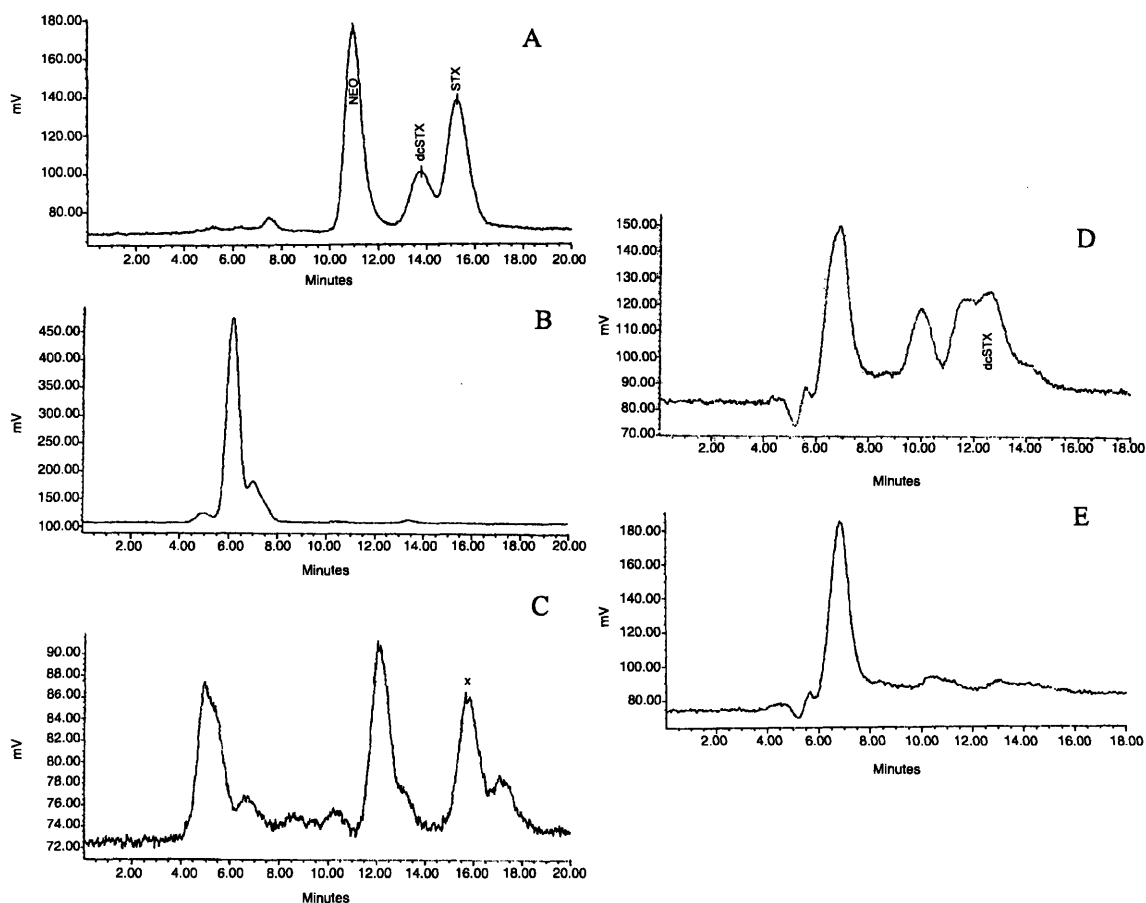 A
180.00
160.00
140.00
120.00
100.00
80.00
mV
NEO
dcSTX
STX
2.00 4.00 6.00 8.00 10.00 12.00 14.00 16.00 18.00 20.00
Minutes
B
450.00
400.00
350.00
300.00
250.00
200.00
150.00
100.00
mV
2.00 4.00 6.00 8.00 10.00 12.00 14.00 16.00 18.00 20.00
Minutes
C
90.00
88.00
86.00
84.00
82.00
80.00
78.00
76.00
74.00
72.00
mV
x
2.00 4.00 6.00 8.00 10.00 12.00 14.00 16.00 18.00 20.00
Minutes
D
150.00
140.00
130.00
120.00
110.00
100.00
90.00
80.00
70.00
mV
dcSTX
2.00 4.00 6.00 8.00 10.00 12.00 14.00 16.00 18.00
Minutes
E
180.00
160.00
140.00
120.00
100.00
80.00
mV
2.00 4.00 6.00 8.00 10.00 12.00 14.00 16.00 18.00
Minutes